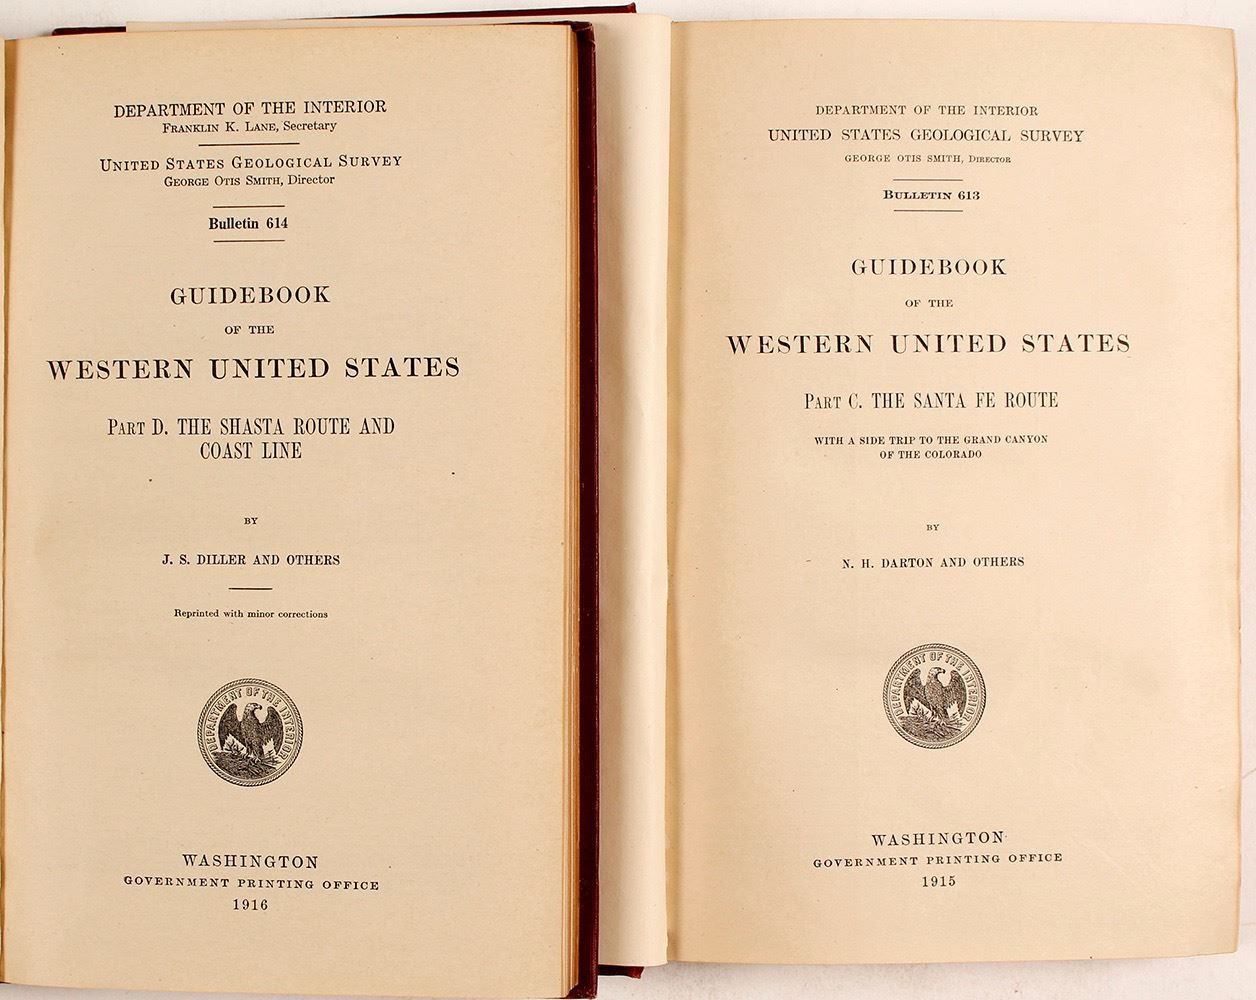 DEPARTMENT OF THE INTERIOR
FRANKLIN K. LANE, Secretary
UNITED STATES GEOLOGICAL SURVEY
GEORGE OTIS SMITH, Director
Bulletin 614
GUIDEBOOK
OF THE
WESTERN UNITED STATES
PART D. THE SHASTA ROUTE AND
COAST LINE
BY
J. S. DILLER AND OTHERS
Reprinted with minor corrections
DEPARTMENT OF THE INTERIOR
WASHINGTON
GOVERNMENT PRINTING OFFICE
1916
DEPARTMENT OF THE INTERIOR
UNITED STATES GEOLOGICAL SURVEY
GEORGE OTIS SMITH, DIRECTOR
BULLETIN 613
GUIDEBOOK
OF THE
WESTERN UNITED STATES
PART C. THE SANTA FE ROUTE
WITH A SIDE TRIP TO THE GRAND CANYON
OF THE COLORADO
BY
N. H. DARTON AND OTHERS
DEPARTMENT OF THE INTERIOR
WASHINGTON
GOVERNMENT PRINTING OFFICE
1915